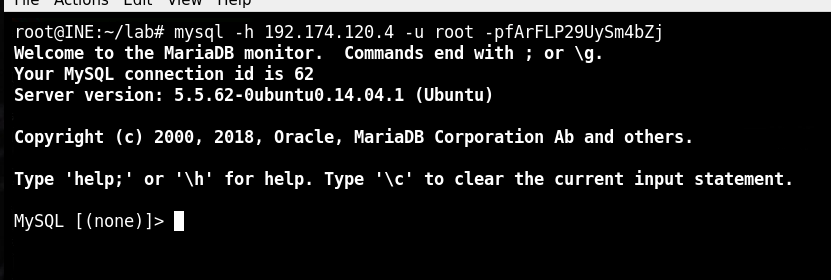 File Actions Edit View Help
root@INE:~/lab# mysql -h 192.174.120.4 -u root -pfArFLP29UySm4bZj
Welcome to the MariaDB monitor.  Commands end with ; or \g.
Your MySQL connection id is 62
Server version: 5.5.62-0ubuntu0.14.04.1 (Ubuntu)
Copyright (c) 2000, 2018, Oracle, MariaDB Corporation Ab and others.
Type 'help;' or '\h' for help. Type '\c' to clear the current input statement.
MySQL [(none)]>